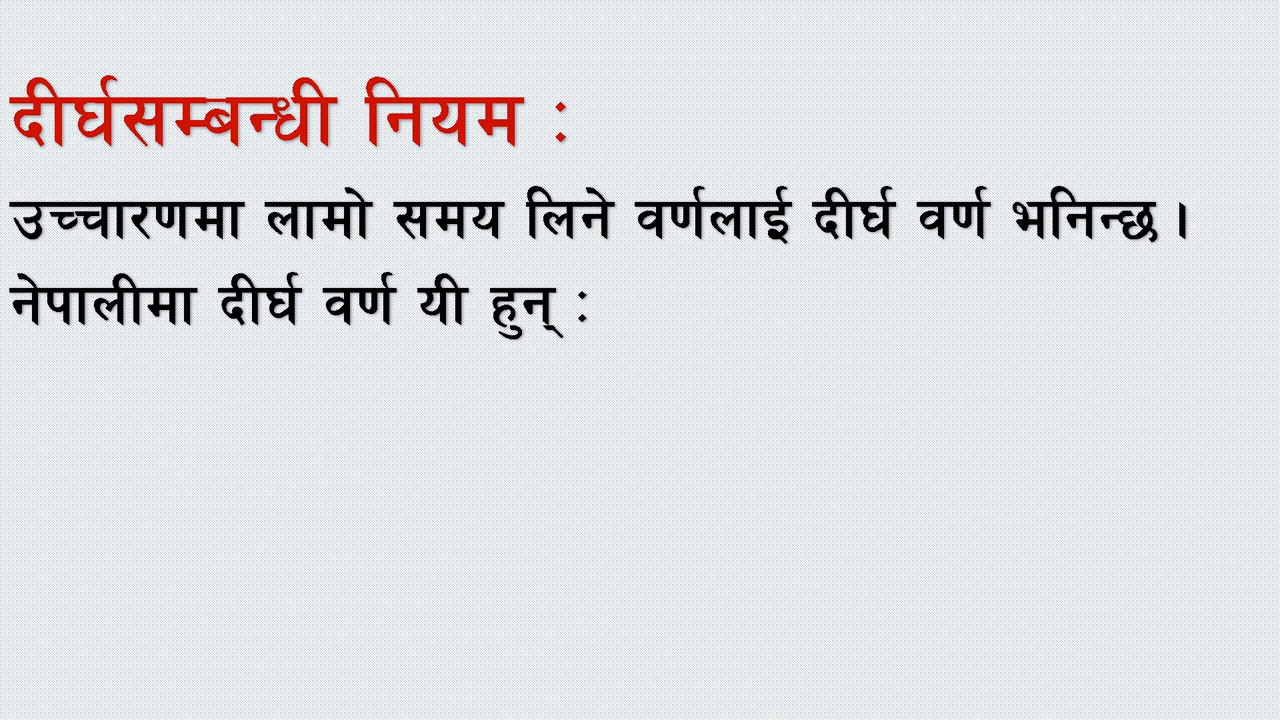 दीर्घसम्बन्धी नियम :
उच्चारणमा लामो समय लिने वर्णलाई दीर्घ वर्ण भनिन्छ ।
नेपालीमा दीर्घ वर्ण यी हुन् :